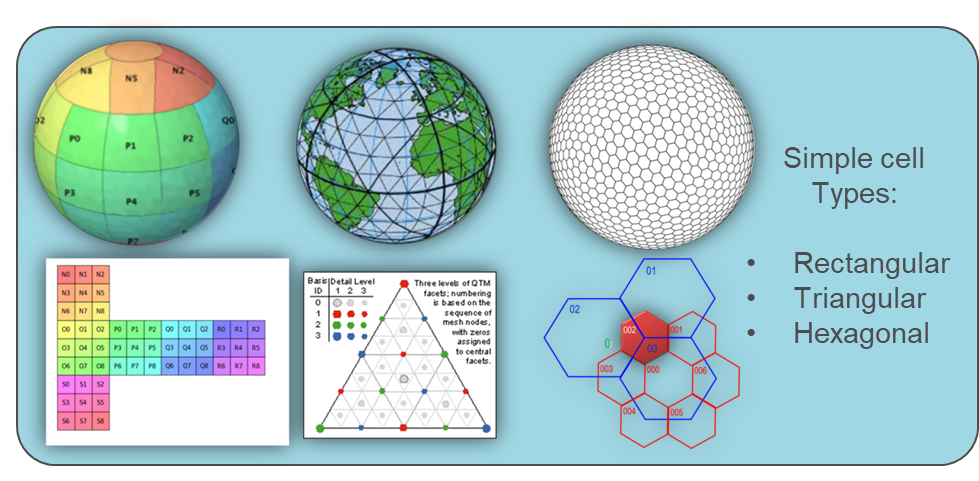 N8 N5 N2
O2 P0 P1 P2 Q0
P3 P4 P5
P7
Simple cell
Types:
• Rectangular
• Triangular
• Hexagonal
N0 N1 N2
N3 N4 N5
N6 N7 N8
O0 O1 O2 P0 P1 P2 Q0 Q1 Q2 R0 R1 R2
O3 O4 O5 P3 P4 P5 Q3 Q4 Q5 R3 R4 R5
O6 O7 O8 P6 P7 P8 Q6 Q7 Q8 R6 R7 R8
S0 S1 S2
S3 S4 S5
S6 S7 S8
Basis Detail Level
ID 1 2 3
0
1
2
3
Three levels of QTM
facets; numbering
is based on the
sequence of
mesh nodes,
with zeros
assigned
to central
facets.
01
02
002 001
0 00
003 000 006
004 005